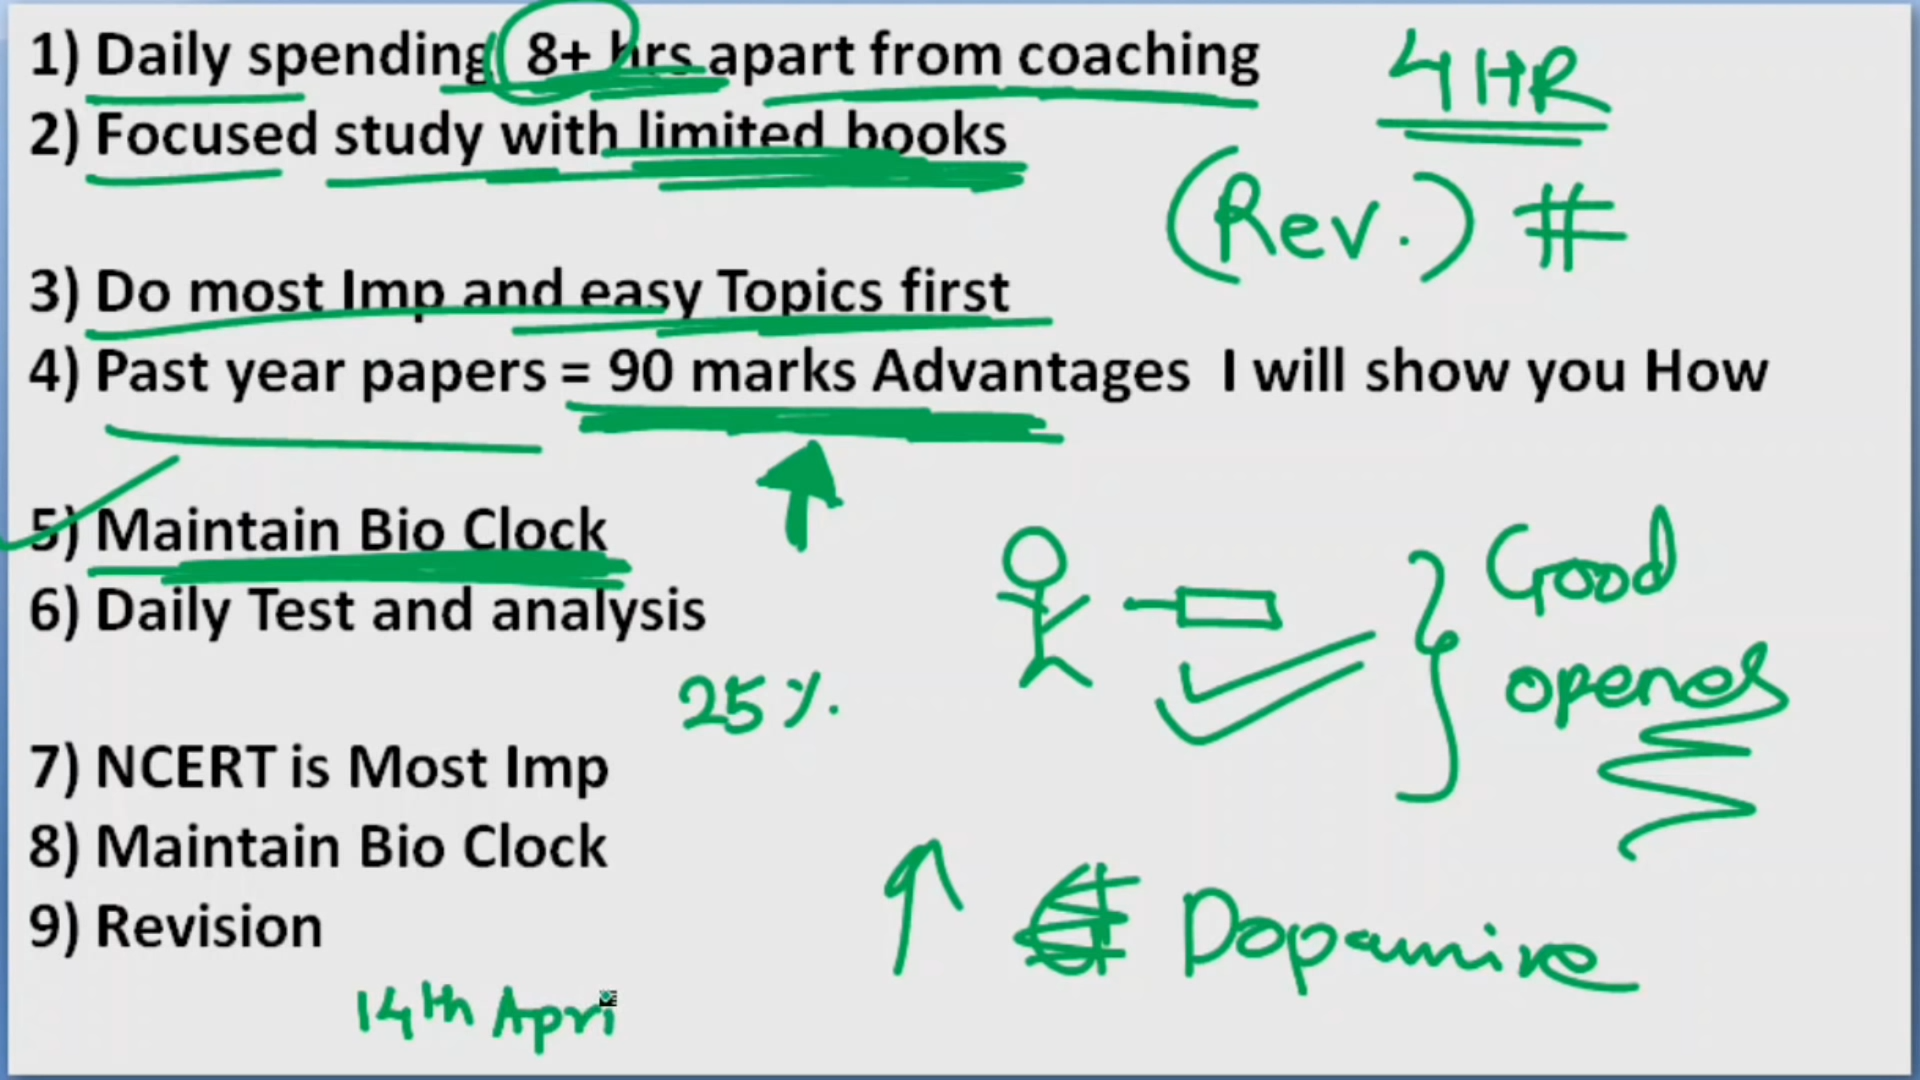 1) Daily spending 8+ hrs apart from coaching
4 HR
2) Focused study with limited books
(Rev.) #
3) Do most Imp and easy Topics first
4) Past year papers = 90 marks Advantages I will show you How
5) Maintain Bio Clock
Good
6) Daily Test and analysis
25%.
7) NCERT is Most Imp
8) Maintain Bio Clock
9) Revision
Dopamine
14th Apri